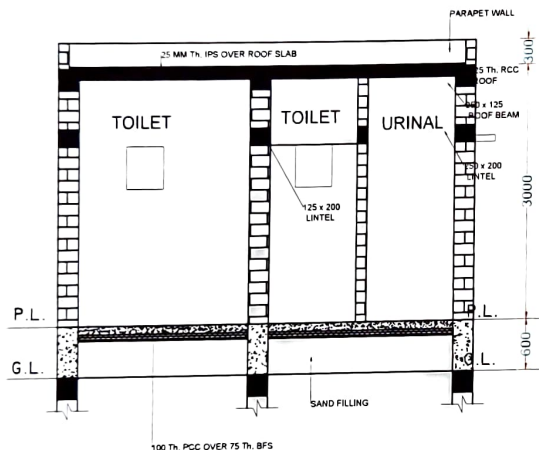 PARAPET WALL
300
25 MM Th. IPS OVER ROOF SLAB
25 Th. RCC
ROOF
TOILET
TOILET
URINAL
x 125
ROOF BEAM
50 x 200
LINTEL
125 x 200
LINTEL
3000
P.L.
P.L.
600
G.L.
G.L.
SAND FILLING
100 Th. PCC OVER 75 Th. BFS